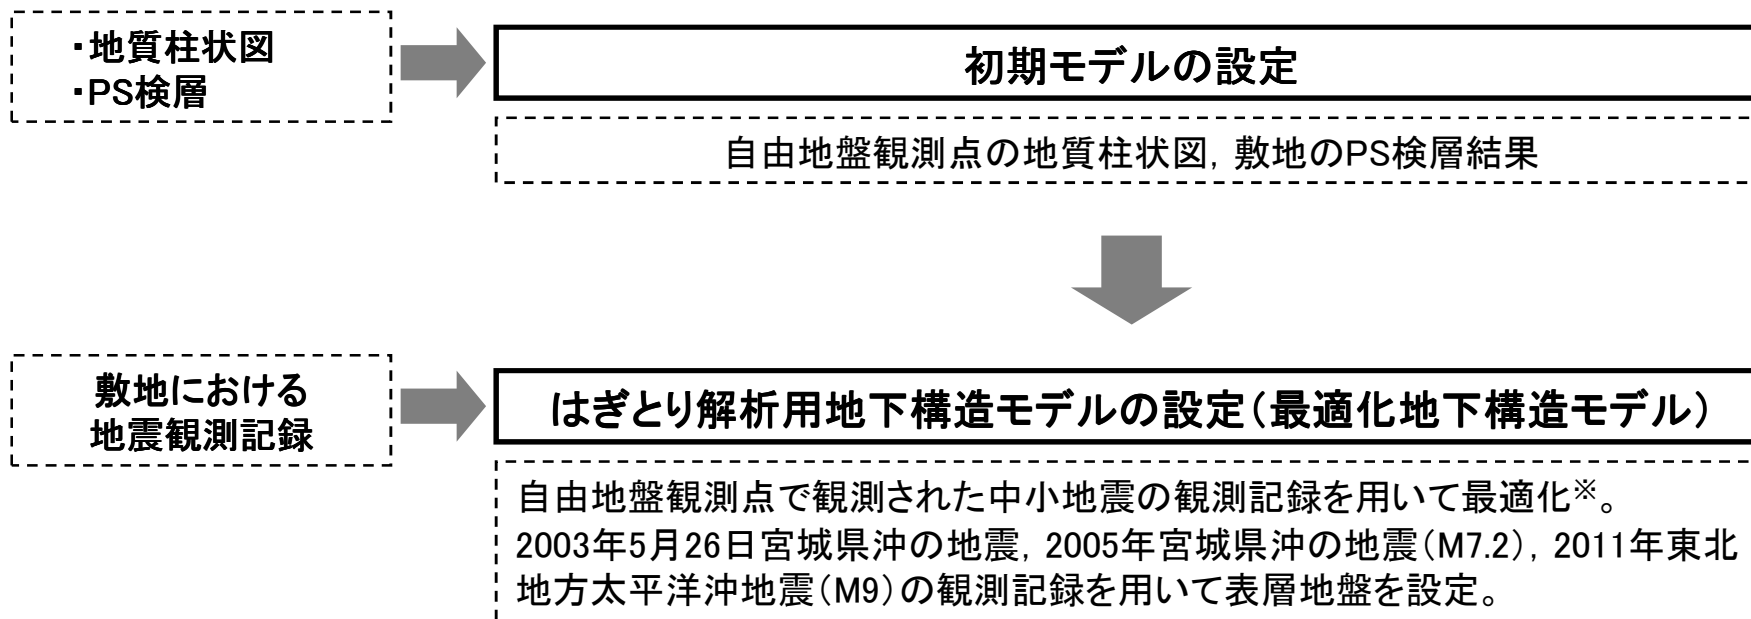 ・地質柱状図
・PS検層
初期モデルの設定
自由地盤観測点の地質柱状図，敷地のPS検層結果
敷地における
地震観測記録
はぎとり解析用地下構造モデルの設定（最適化地下構造モデル）
自由地盤観測点で観測された中小地震の観測記録を用いて最適化※。
2003年5月26日宮城県沖の地震，2005年宮城県沖の地震（M7.2），2011年東北
地方太平洋沖地震（M9）の観測記録を用いて表層地盤を設定。